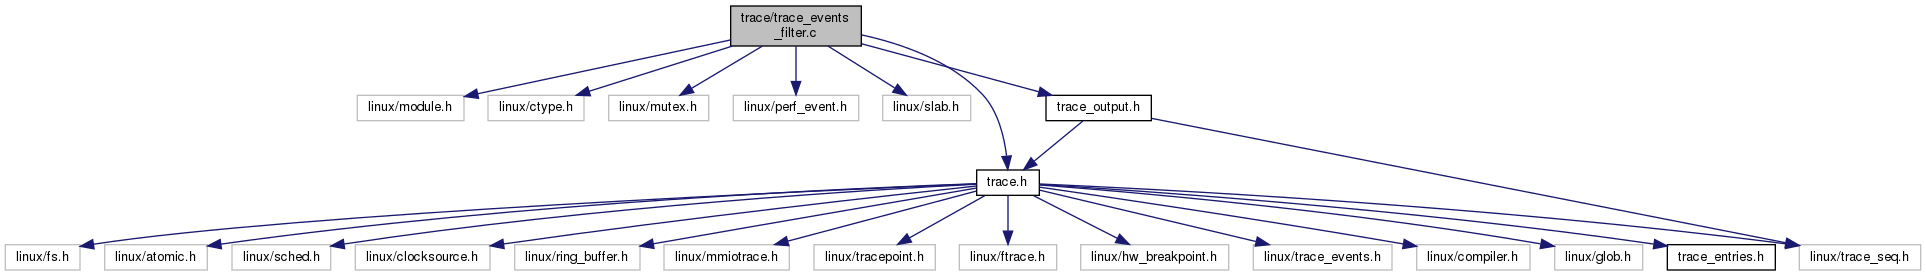 trace/trace_events
_filter.c
linux/module.h
linux/ctype.h
linux/mutex.h
linux/perf_event.h
linux/slab.h
trace_output.h
trace.h
linux/fs.h
linux/atomic.h
linux/sched.h
linux/clocksource.h
linux/ring_buffer.h
linux/mmiotrace.h
linux/tracepoint.h
linux/ftrace.h
linux/hw_breakpoint.h
linux/trace_events.h
linux/compiler.h
linux/glob.h
trace_entries.h
linux/trace_seq.h